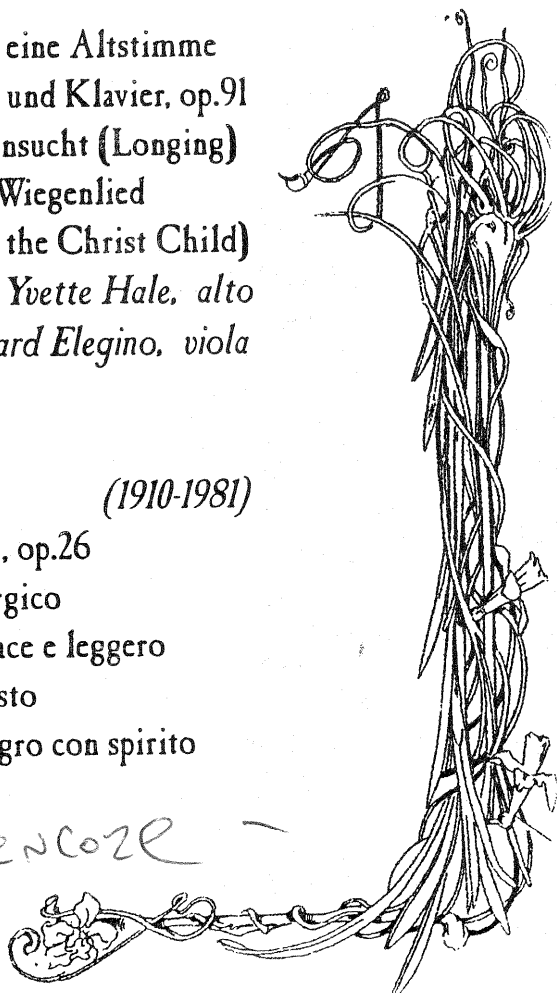 eine Altstimme
und Klavier, op.91
nsucht (Longing)
Wiegenlied
the Christ Child)
Yvette Hale, alto
ard Elegino, viola
(1910-1981)
, op.26
rgico
ace e leggero
sto
gro con spirito
encore –